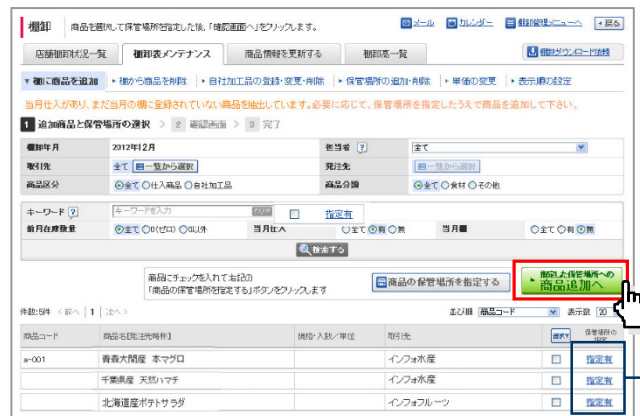 棚卸 商品を選択して保管場所を指定した後、「確認画面へ」をクリックします。 メール カレンダー 棚卸管理メニューへ 戻る
店舗棚卸状況一覧 棚卸表メンテナンス 商品情報を更新する 棚卸高一覧 棚卸ダウンロード依頼
▼棚に商品を追加 ▸棚から商品を削除 ▸自社加工品の登録・変更・削除 ▸保管場所の追加・削除 ▸単価の変更 ▸表示順の設定
当月仕入があり、まだ当月の棚に登録されていない商品を抽出しています。必要に応じて、保管場所を指定したうえで商品を追加して下さい。
1 追加商品と保管場所の選択 > 2 確認画面 > 3 完了
棚卸年月 2012年12月 担当者 ? 全て
取引先 全て 一覧から選択 発注先 一覧から選択
商品区分 全て 仕入商品 自社加工品 商品分類 全て 食材 その他
キーワード ? キーワードを入力 クリア 指定有
前月在庫数量 全て 0(ゼロ) 0以外 当月仕入 全て 有 無 当月棚 全て 有 無
検索する
商品にチェックを入れて右記の
「商品の保管場所を指定する」ボタンをクリックします
商品の保管場所を指定する
指定した保管場所への
商品追加へ
件数:5件 <前へ | 1 | 次へ> 並び順 商品コード 表示数 20
商品コード 商品名[発注先略称] 規格・入数/単位 取引先 選択▼ 保管場所の指定
a-001 青森大間産 本マグロ インフォ水産 指定有
千葉県産 天然ハマチ インフォ水産 指定有
北海道産ポテトサラダ インフォフルーツ 指定有